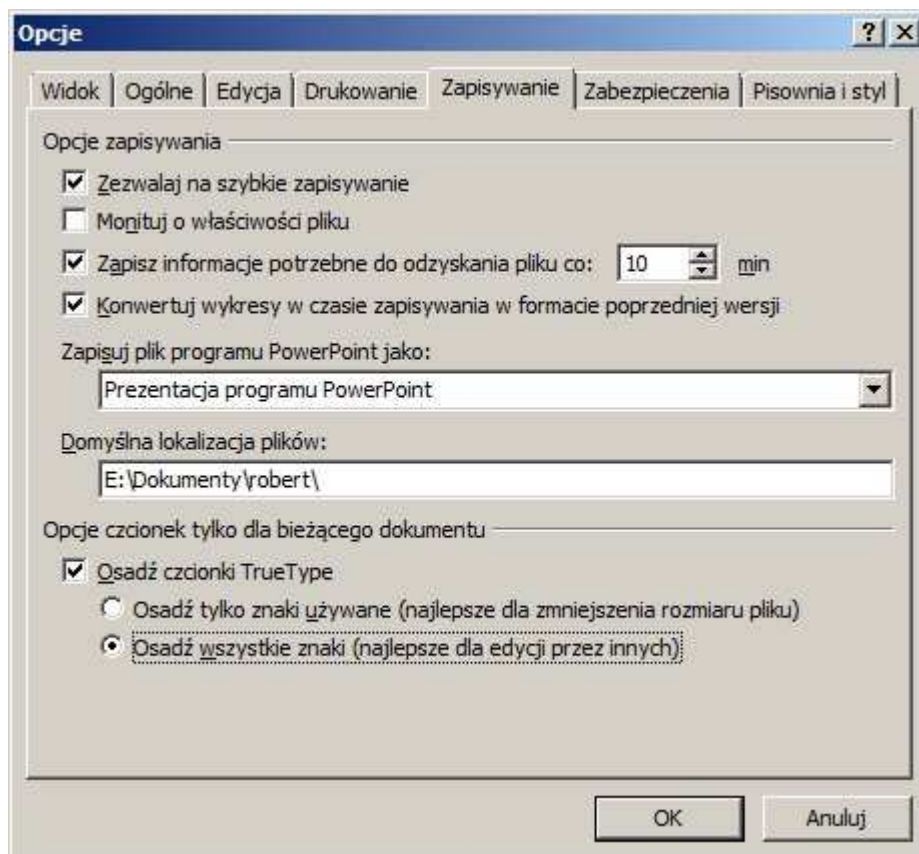 Opcje
Widok Ogólne Edycja Drukowanie Zapisywanie Zabezpieczenia Pisownia i styl
Opcje zapisywania
Zezwalaj na szybkie zapisywanie
Monituj o właściwości pliku
Zapisz informacje potrzebne do odzyskania pliku co: 10 min
Konwertuj wykresy w czasie zapisywania w formacie poprzedniej wersji
Zapisuj plik programu PowerPoint jako:
Prezentacja programu PowerPoint
Domyślna lokalizacja plików:
E:\Dokumenty\robert\
Opcje czcionek tylko dla bieżącego dokumentu
Osadź czcionki TrueType
Osadź tylko znaki używane (najlepsze dla zmniejszenia rozmiaru pliku)
Osadź wszystkie znaki (najlepsze dla edycji przez innych)
OK Anuluj